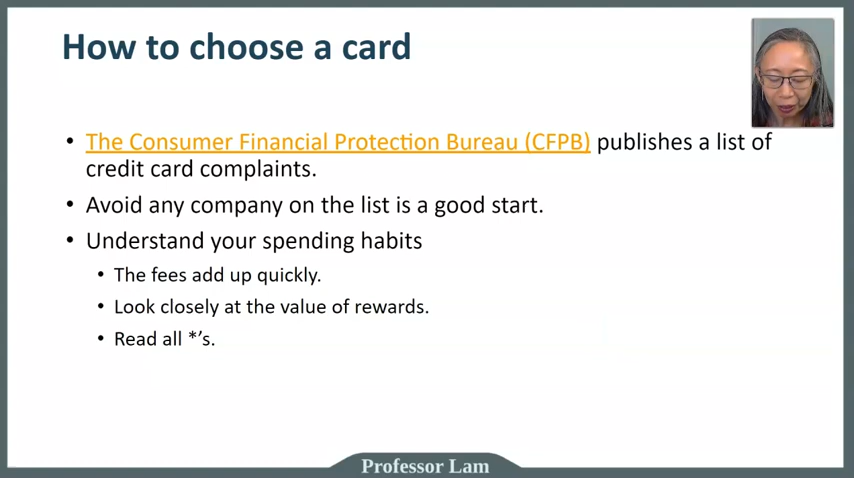 How to choose a card
• The Consumer Financial Protection Bureau (CFPB) publishes a list of
credit card complaints.
• Avoid any company on the list is a good start.
• Understand your spending habits
• The fees add up quickly.
• Look closely at the value of rewards.
• Read all *’s.
Professor Lam